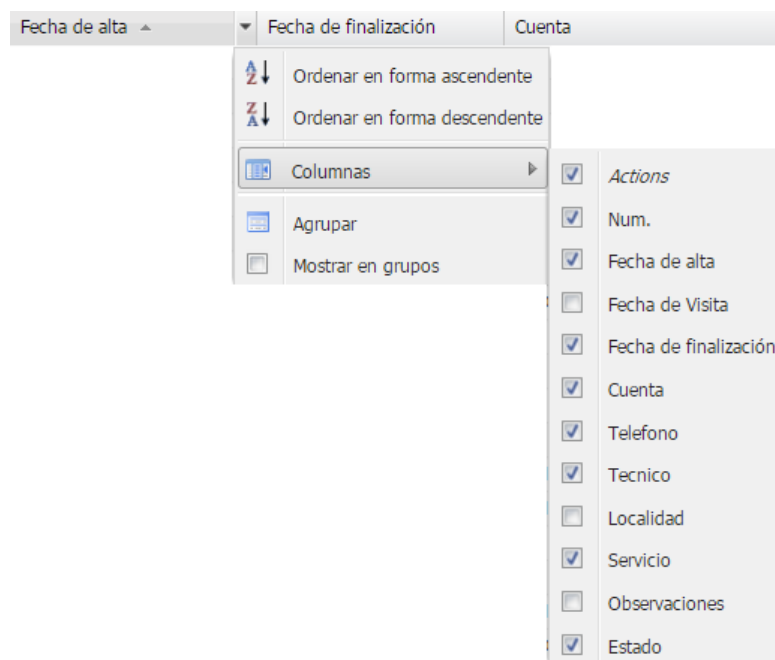 Fecha de alta
Fecha de finalización
Cuenta
Ordenar en forma ascendente
Ordenar en forma descendente
Columnas
Agrupar
Mostrar en grupos
Actions
Num.
Fecha de alta
Fecha de Visita
Fecha de finalización
Cuenta
Telefono
Tecnico
Localidad
Servicio
Observaciones
Estado